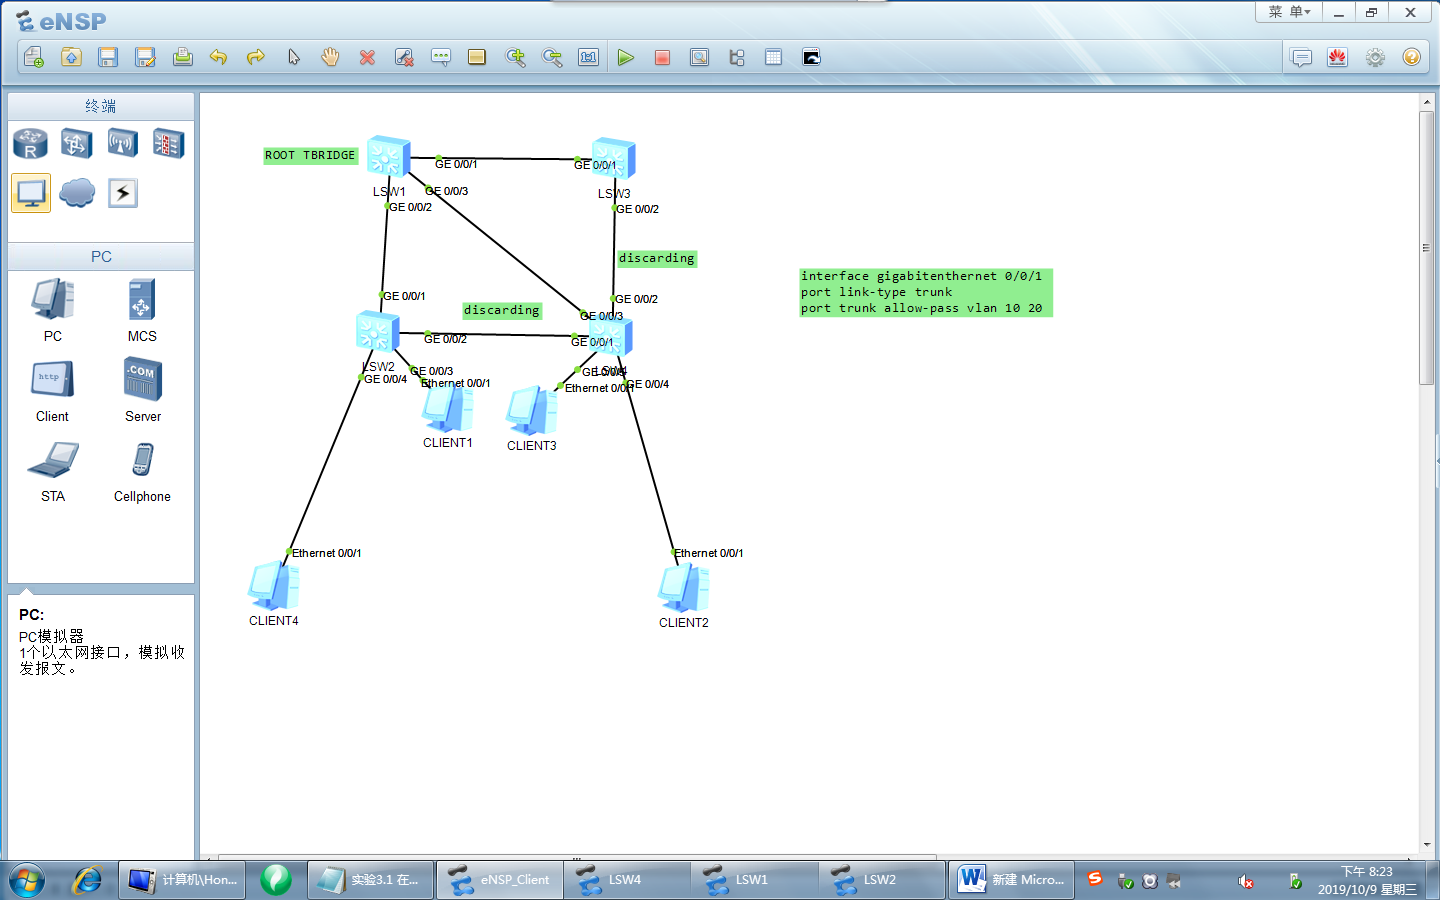 eNSP
菜 单
终端
PC
PC
MCS
Client
Server
STA
Cellphone
PC:
PC模拟器
1个以太网接口，模拟收
发报文。
ROOT TBRIDGE
LSW1
GE 0/0/1
GE 0/0/3
GE 0/0/2
GE 0/0/1
LSW3
GE 0/0/2
discarding
discarding
interface gigabitenthernet 0/0/1
port link-type trunk
port trunk allow-pass vlan 10 20
GE 0/0/1
GE 0/0/2
GE 0/0/3
GE 0/0/2
GE 0/0/1
LSW2
GE 0/0/3
GE 0/0/4
Ethernet 0/0/1
Ethernet 0/0/1
GE 0/0/4
CLIENT1
CLIENT3
Ethernet 0/0/1
Ethernet 0/0/1
CLIENT4
CLIENT2
计算机\Hon...
实验3.1 在...
eNSP_Client
LSW4
LSW1
LSW2
新建 Micro...
下午 8:23
2019/10/9 星期三